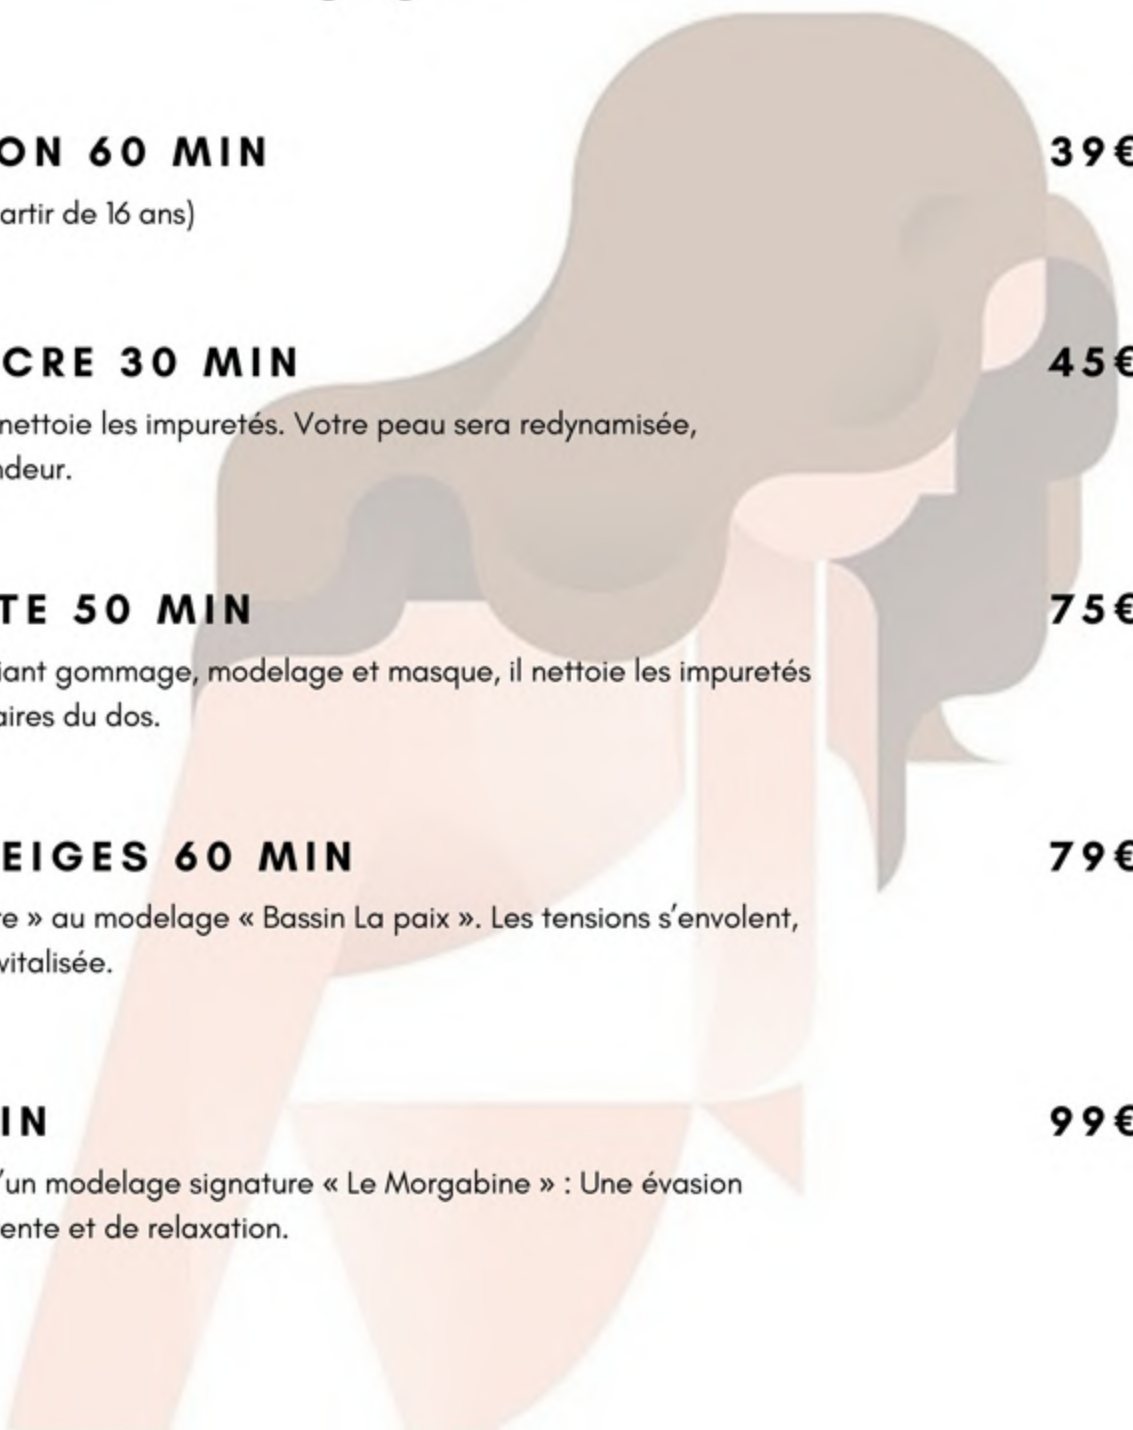 ON 60 MIN 39€
artir de 16 ans)
CRE 30 MIN 45€
nettoie les impuretés. Votre peau sera redynamisée,
ndeur.
TE 50 MIN 75€
iant gommage, modelage et masque, il nettoie les impuretés
aires du dos.
EIGES 60 MIN 79€
re » au modelage « Bassin La paix ». Les tensions s’envolent,
vitalisée.
IN 99€
’un modelage signature « Le Morgabine » : Une évasion
ente et de relaxation.